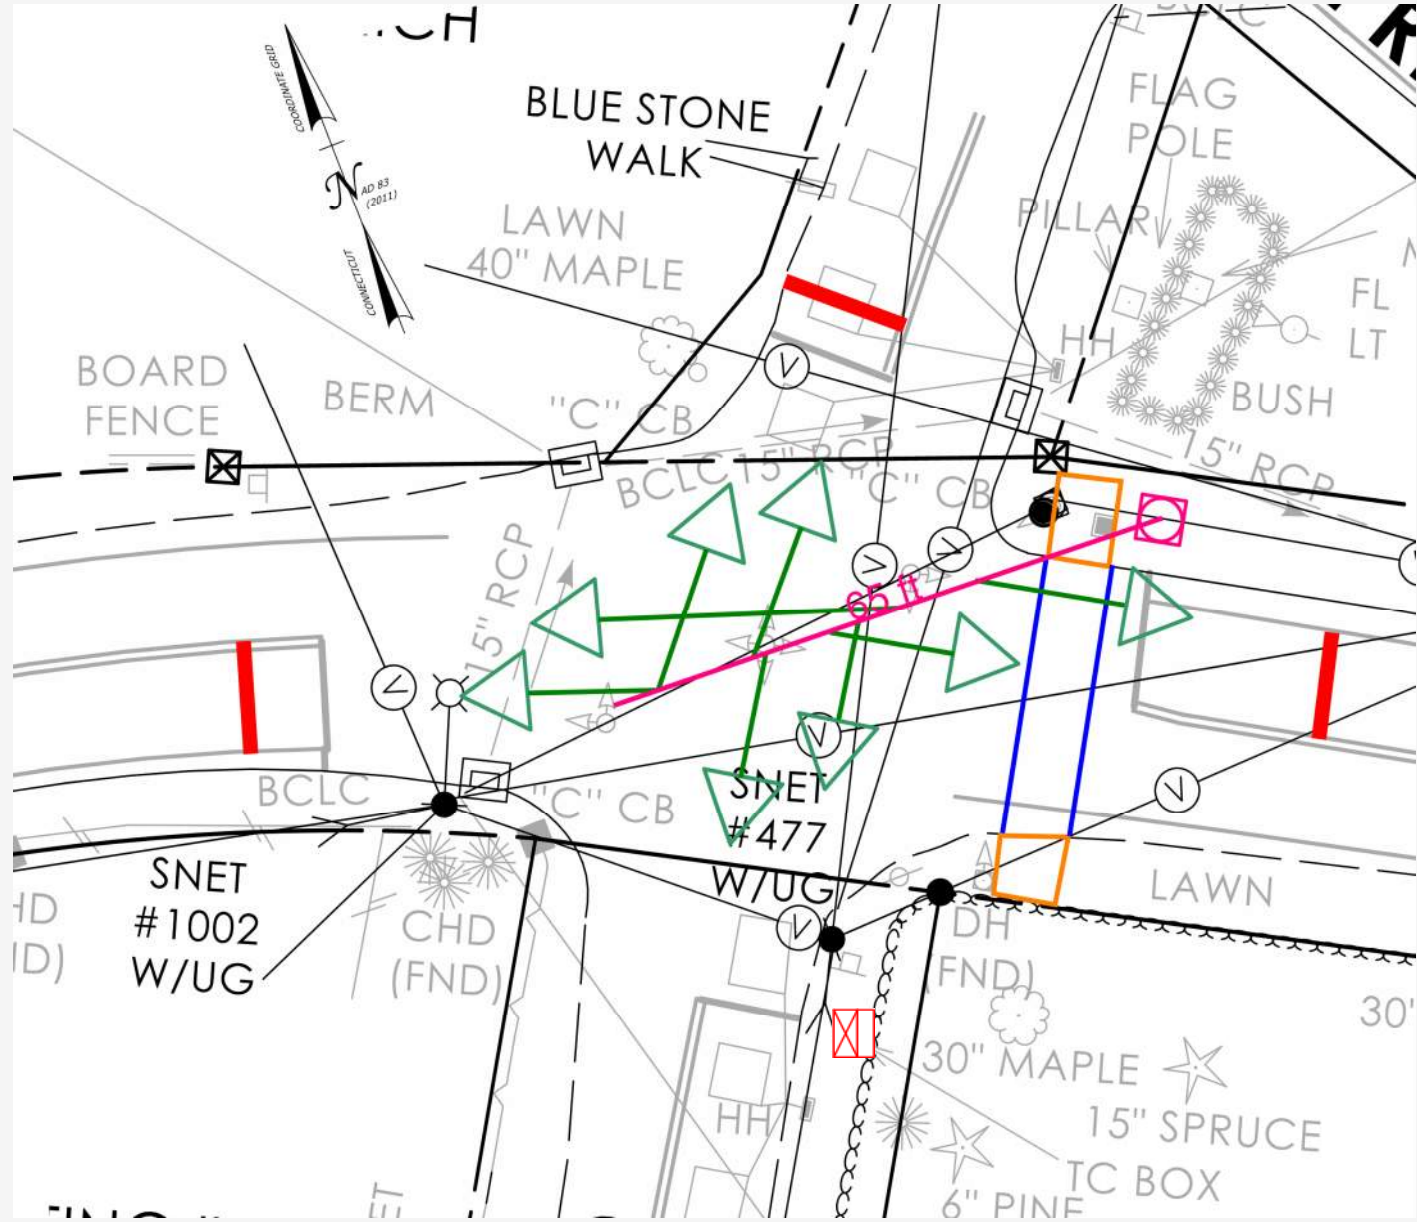 BCLC
COORDINATE GRID
N
AD 83
(2011)
CONNECTICUT
BLUE STONE
WALK
FLAG
POLE
PILLAR
LAWN
40" MAPLE
FL
LT
HH
BUSH
BOARD
FENCE
BERM
"C" CB
BCLC
15" RCP
"C" CB
15" RCP
15" RCP
65 ft
V
V
V
V
V
V
V
SNET
#477
W/UG
BCLC
"C" CB
SNET
#1002
W/UG
CHD
(FND)
DH
(FND)
LAWN
30'
30" MAPLE
15" SPRUCE
HH
TC BOX
6" PINE